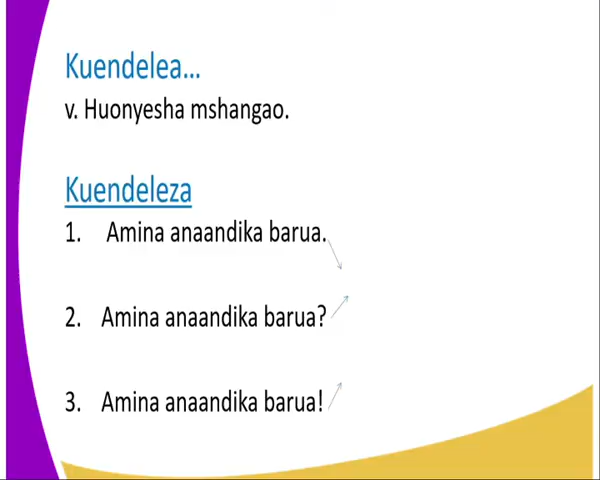 Kuendelea...
v. Huonyesha mshangao.
Kuendeleza
1. Amina anaandika barua.
2. Amina anaandika barua?
3. Amina anaandika barua!